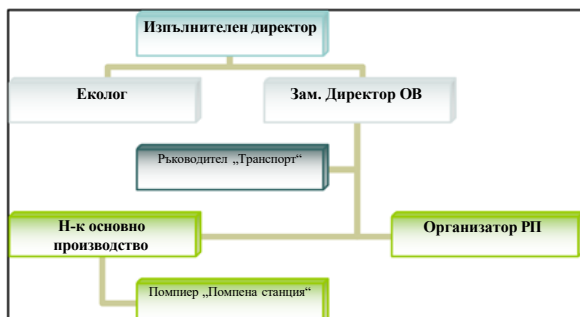 Изпълнителен директор
Еколог
Зам. Директор ОВ
Ръководител „Транспорт“
Н-к основно
производство
Организатор РП
Помпиер „Помпена станция“